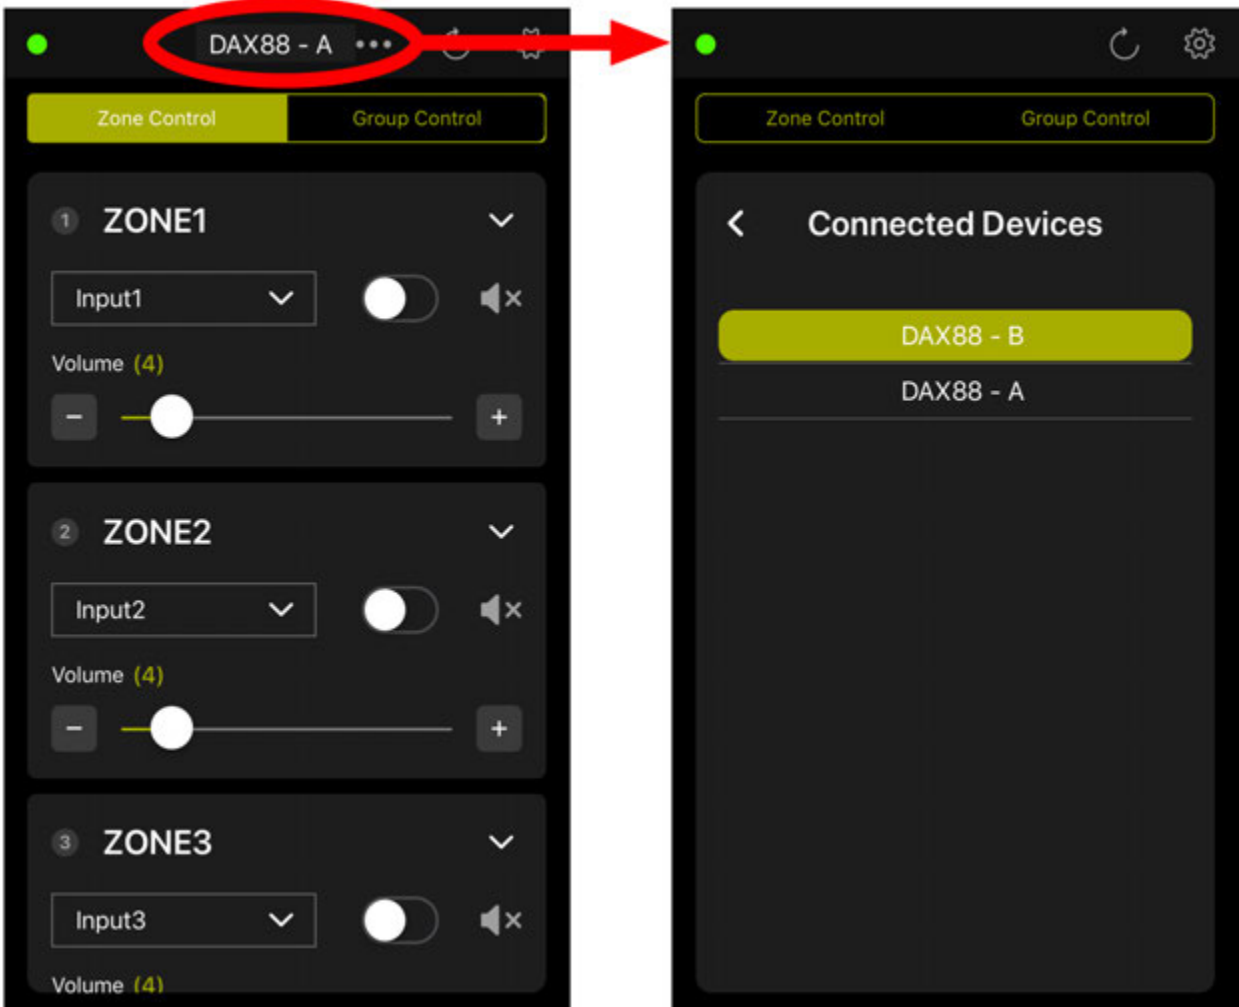 DAX88 - A •••
Zone Control
Group Control
1 ZONE1
Input1
Volume (4)
− +
2 ZONE2
Input2
Volume (4)
− +
3 ZONE3
Input3
Volume (4)
Zone Control
Group Control
Connected Devices
DAX88 - B
DAX88 - A